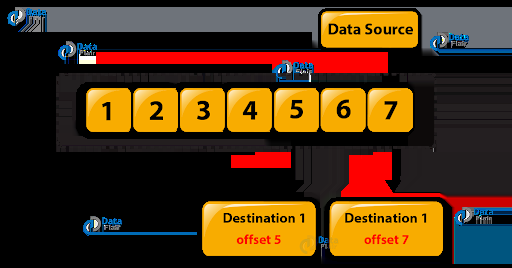 Data
Flair
Data Source
Data
Flair
Data
Flair
Data
Flair
1 2 3 4 5 6 7
Destination 1
offset 5
Destination 1
offset 7
Data
Flair
Data
Flair
Data